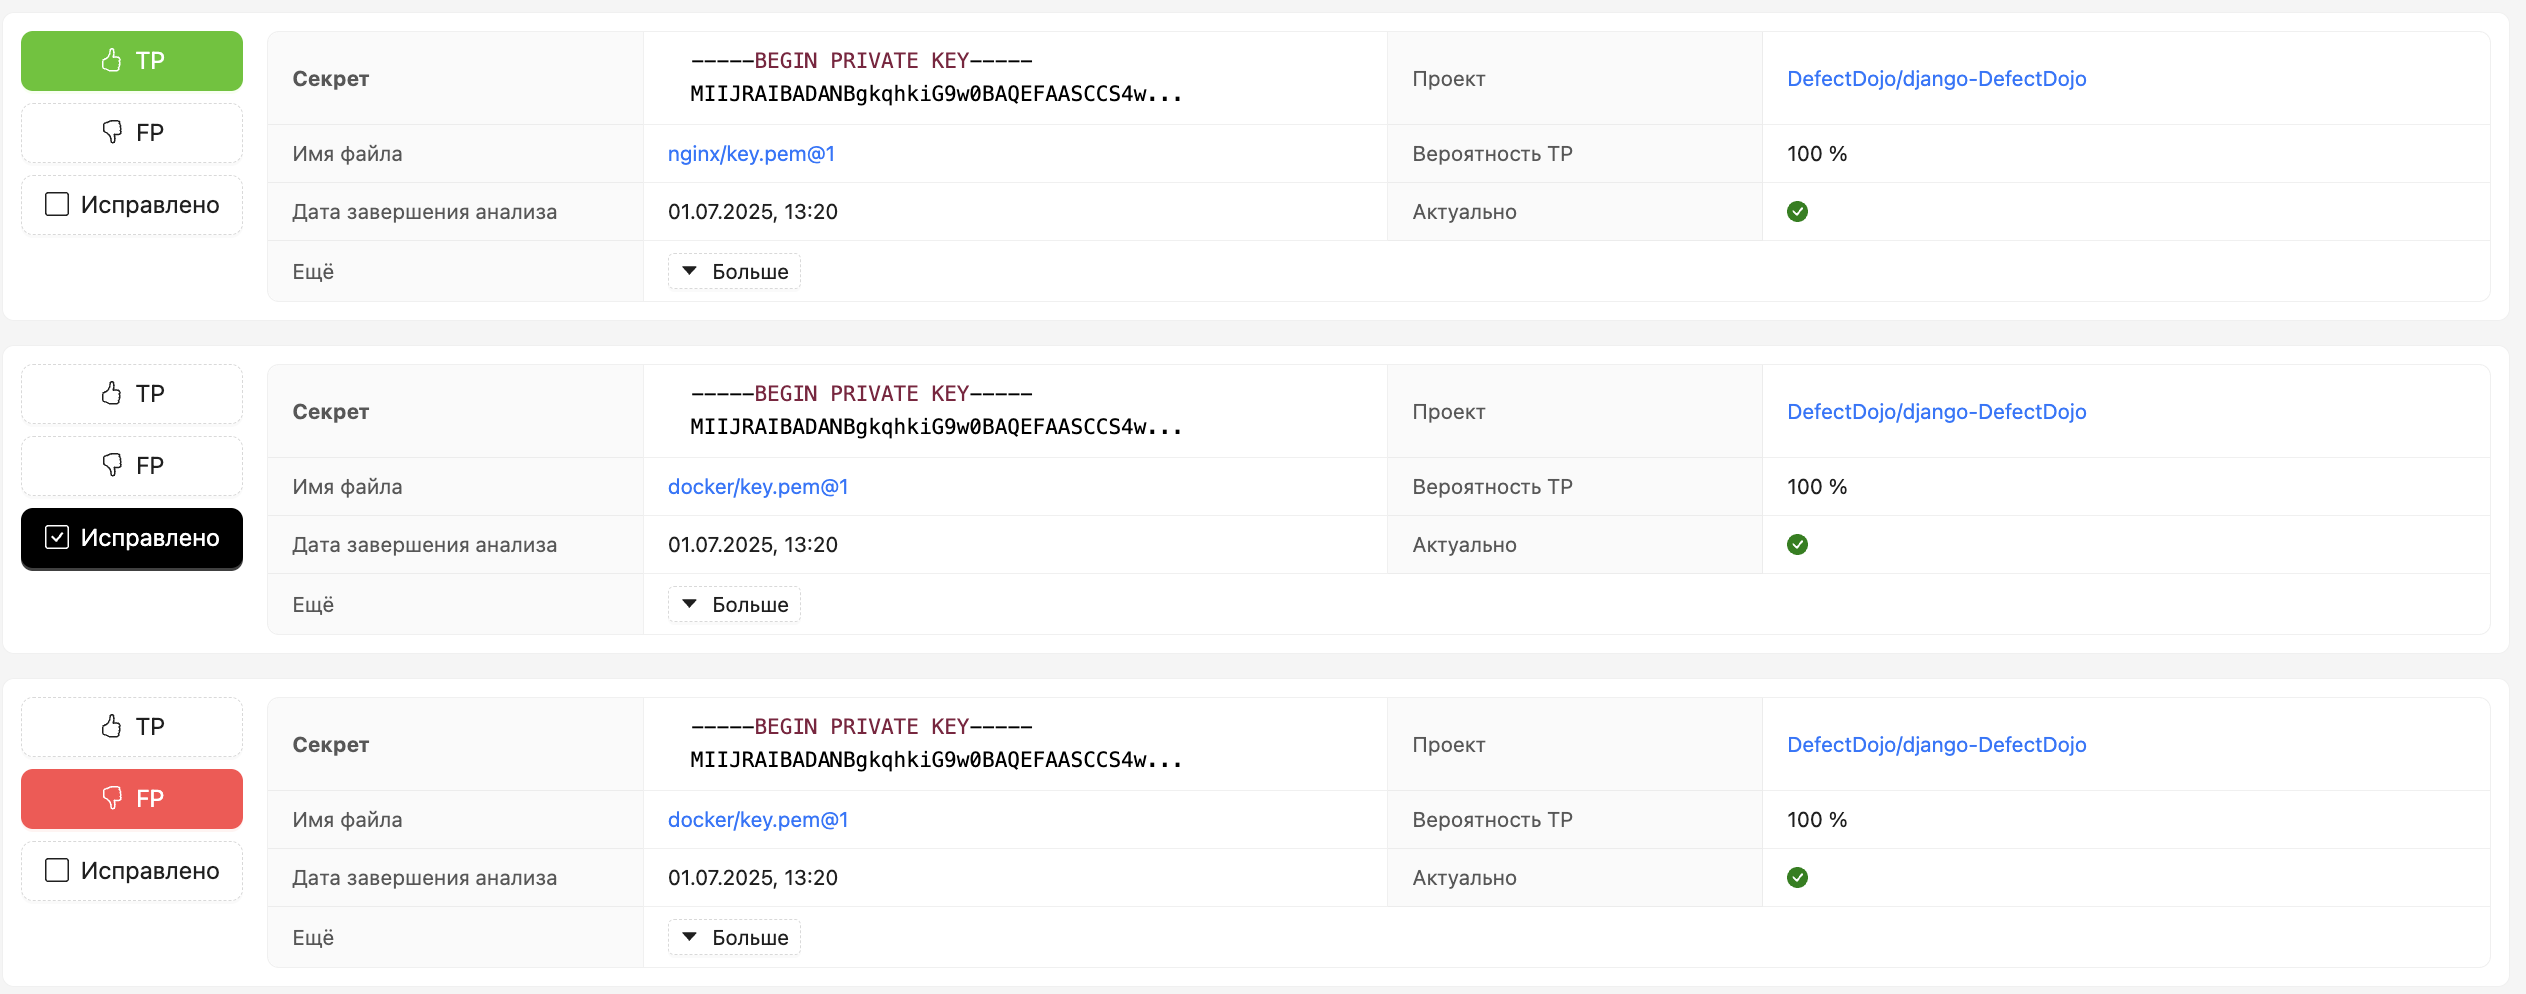 TP
FP
Исправлено
Секрет
-----BEGIN PRIVATE KEY-----
MIIJRAIBADANBgkqhkiG9w0BAQEFAASCCS4w...
Проект
DefectDojo/django-DefectDojo
Имя файла
nginx/key.pem@1
Вероятность TP
100 %
Дата завершения анализа
01.07.2025, 13:20
Актуально
Ещё
Больше
TP
FP
Исправлено
Секрет
-----BEGIN PRIVATE KEY-----
MIIJRAIBADANBgkqhkiG9w0BAQEFAASCCS4w...
Проект
DefectDojo/django-DefectDojo
Имя файла
docker/key.pem@1
Вероятность TP
100 %
Дата завершения анализа
01.07.2025, 13:20
Актуально
Ещё
Больше
TP
FP
Исправлено
Секрет
-----BEGIN PRIVATE KEY-----
MIIJRAIBADANBgkqhkiG9w0BAQEFAASCCS4w...
Проект
DefectDojo/django-DefectDojo
Имя файла
docker/key.pem@1
Вероятность TP
100 %
Дата завершения анализа
01.07.2025, 13:20
Актуально
Ещё
Больше